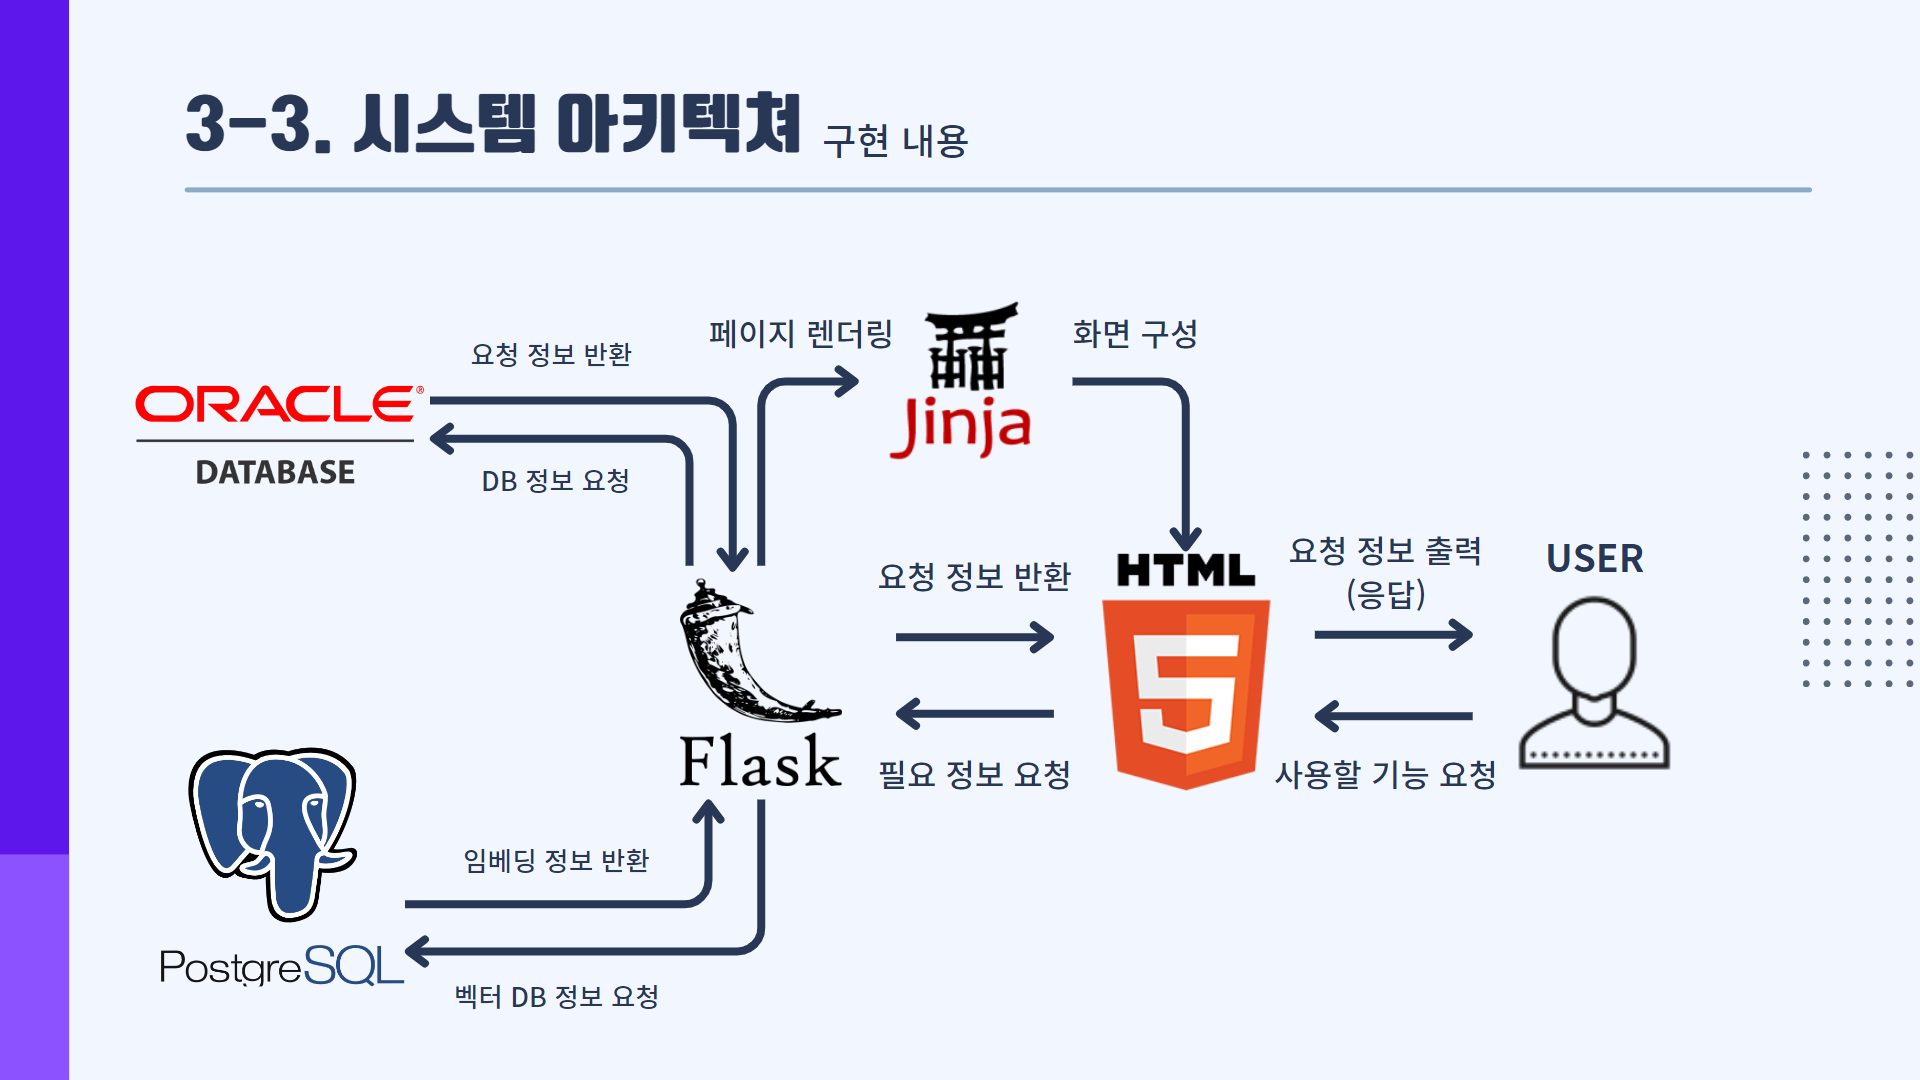 3-3. 시스템 아키텍쳐 구현 내용
요청 정보 반환
페이지 렌더링
화면 구성
ORACLE®
DATABASE
DB 정보 요청
Jinja
요청 정보 반환
HTML
5
요청 정보 출력
(응답)
USER
Flask
필요 정보 요청
사용할 기능 요청
임베딩 정보 반환
PostgreSQL
벡터 DB 정보 요청